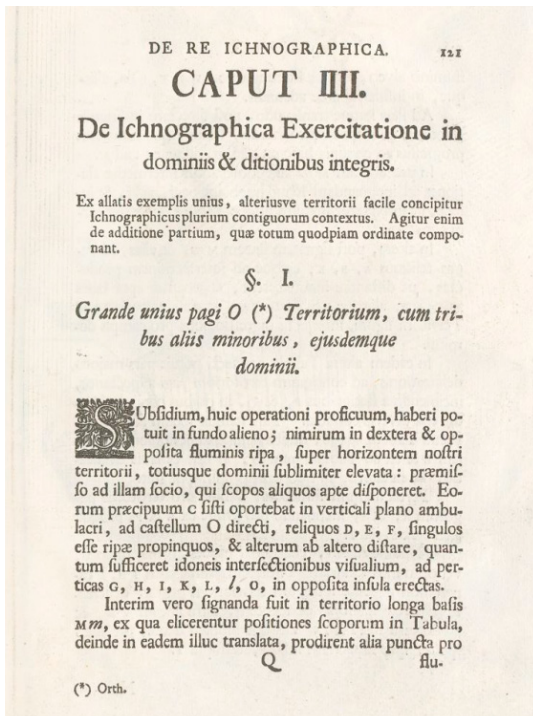 DE RE ICHNOGRAPHICA. 121
CAPUT IIII.
De Ichnographica Exercitatione in
dominiis & ditionibus integris.
Ex allatis exemplis unius, alteriusve territorii facile concipitur
Ichnographicus plurium contiguorum contextus. Agitur enim
de additione partium, quæ totum quodpiam ordinate compo-
nant.
§. I.
Grande unius pagi O (*) Territorium, cum tri-
bus aliis minoribus, ejusdemque
dominii.
SUbſidium, huic operationi proficuum, haberi po-
tuit in fundo alieno; nimirum in dextera & op-
poſita fluminis ripa, ſuper horizontem noſtri
territorii, totiusque dominii ſublimiter elevata: præmiſ-
ſo ad illam ſocio, qui ſcopos aliquos apte diſponeret. Eo-
rum præcipuum C ſiſti oportebat in verticali plano ambu-
lacri, ad caſtellum O directi, reliquos D, E, F, ſingulos
eſſe ripæ propinquos, & alterum ab altero diſtare, quan-
tum ſufficeret idoneis interſectionibus viſualium, ad per-
ticas G, H, I, K, L, l, O, in oppoſita inſula erectas.
Interim vero ſignanda fuit in territorio longa baſis
Mm, ex qua elicerentur poſitiones ſcoporum in Tabula,
deinde in eadem illuc translata, prodirent alia puncta pro
Q flu-
(*) Orth.